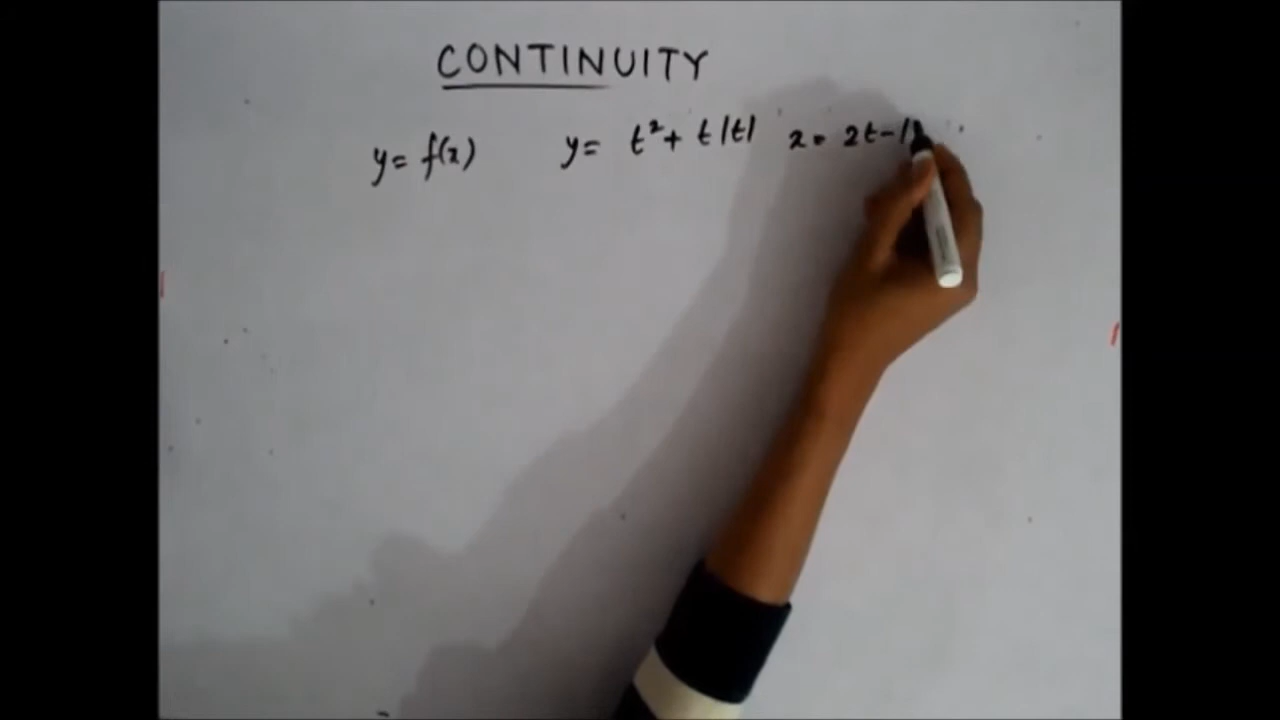 CONTINUITY
y= f(x) y= t²+ t|t| x= 2t-|